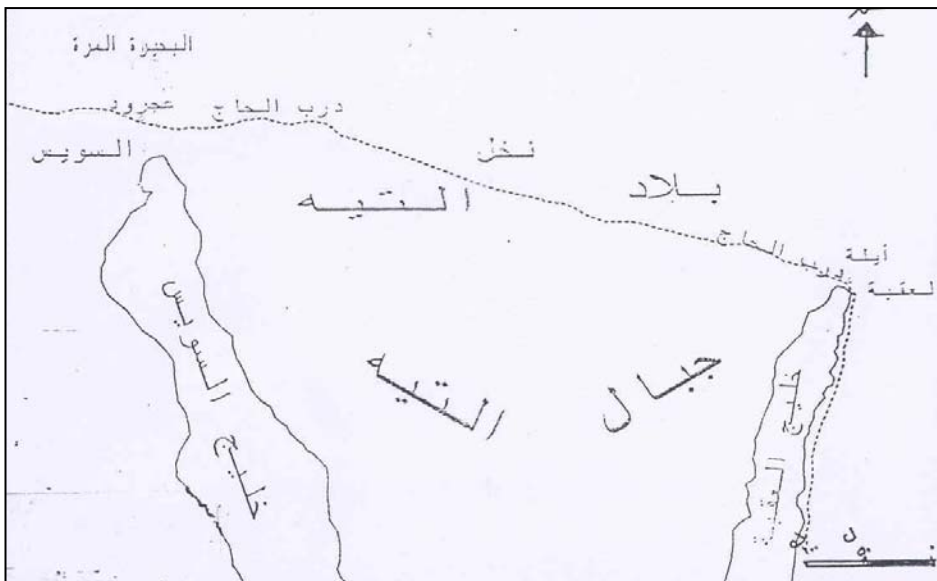 البحيرة المرة
عجرود
درب الحاج
السويس
نخل
بلاد
التيه
درب الحاج
أيلة
العقبة
جبال
التيه
خليج السويس
خليج العقبة